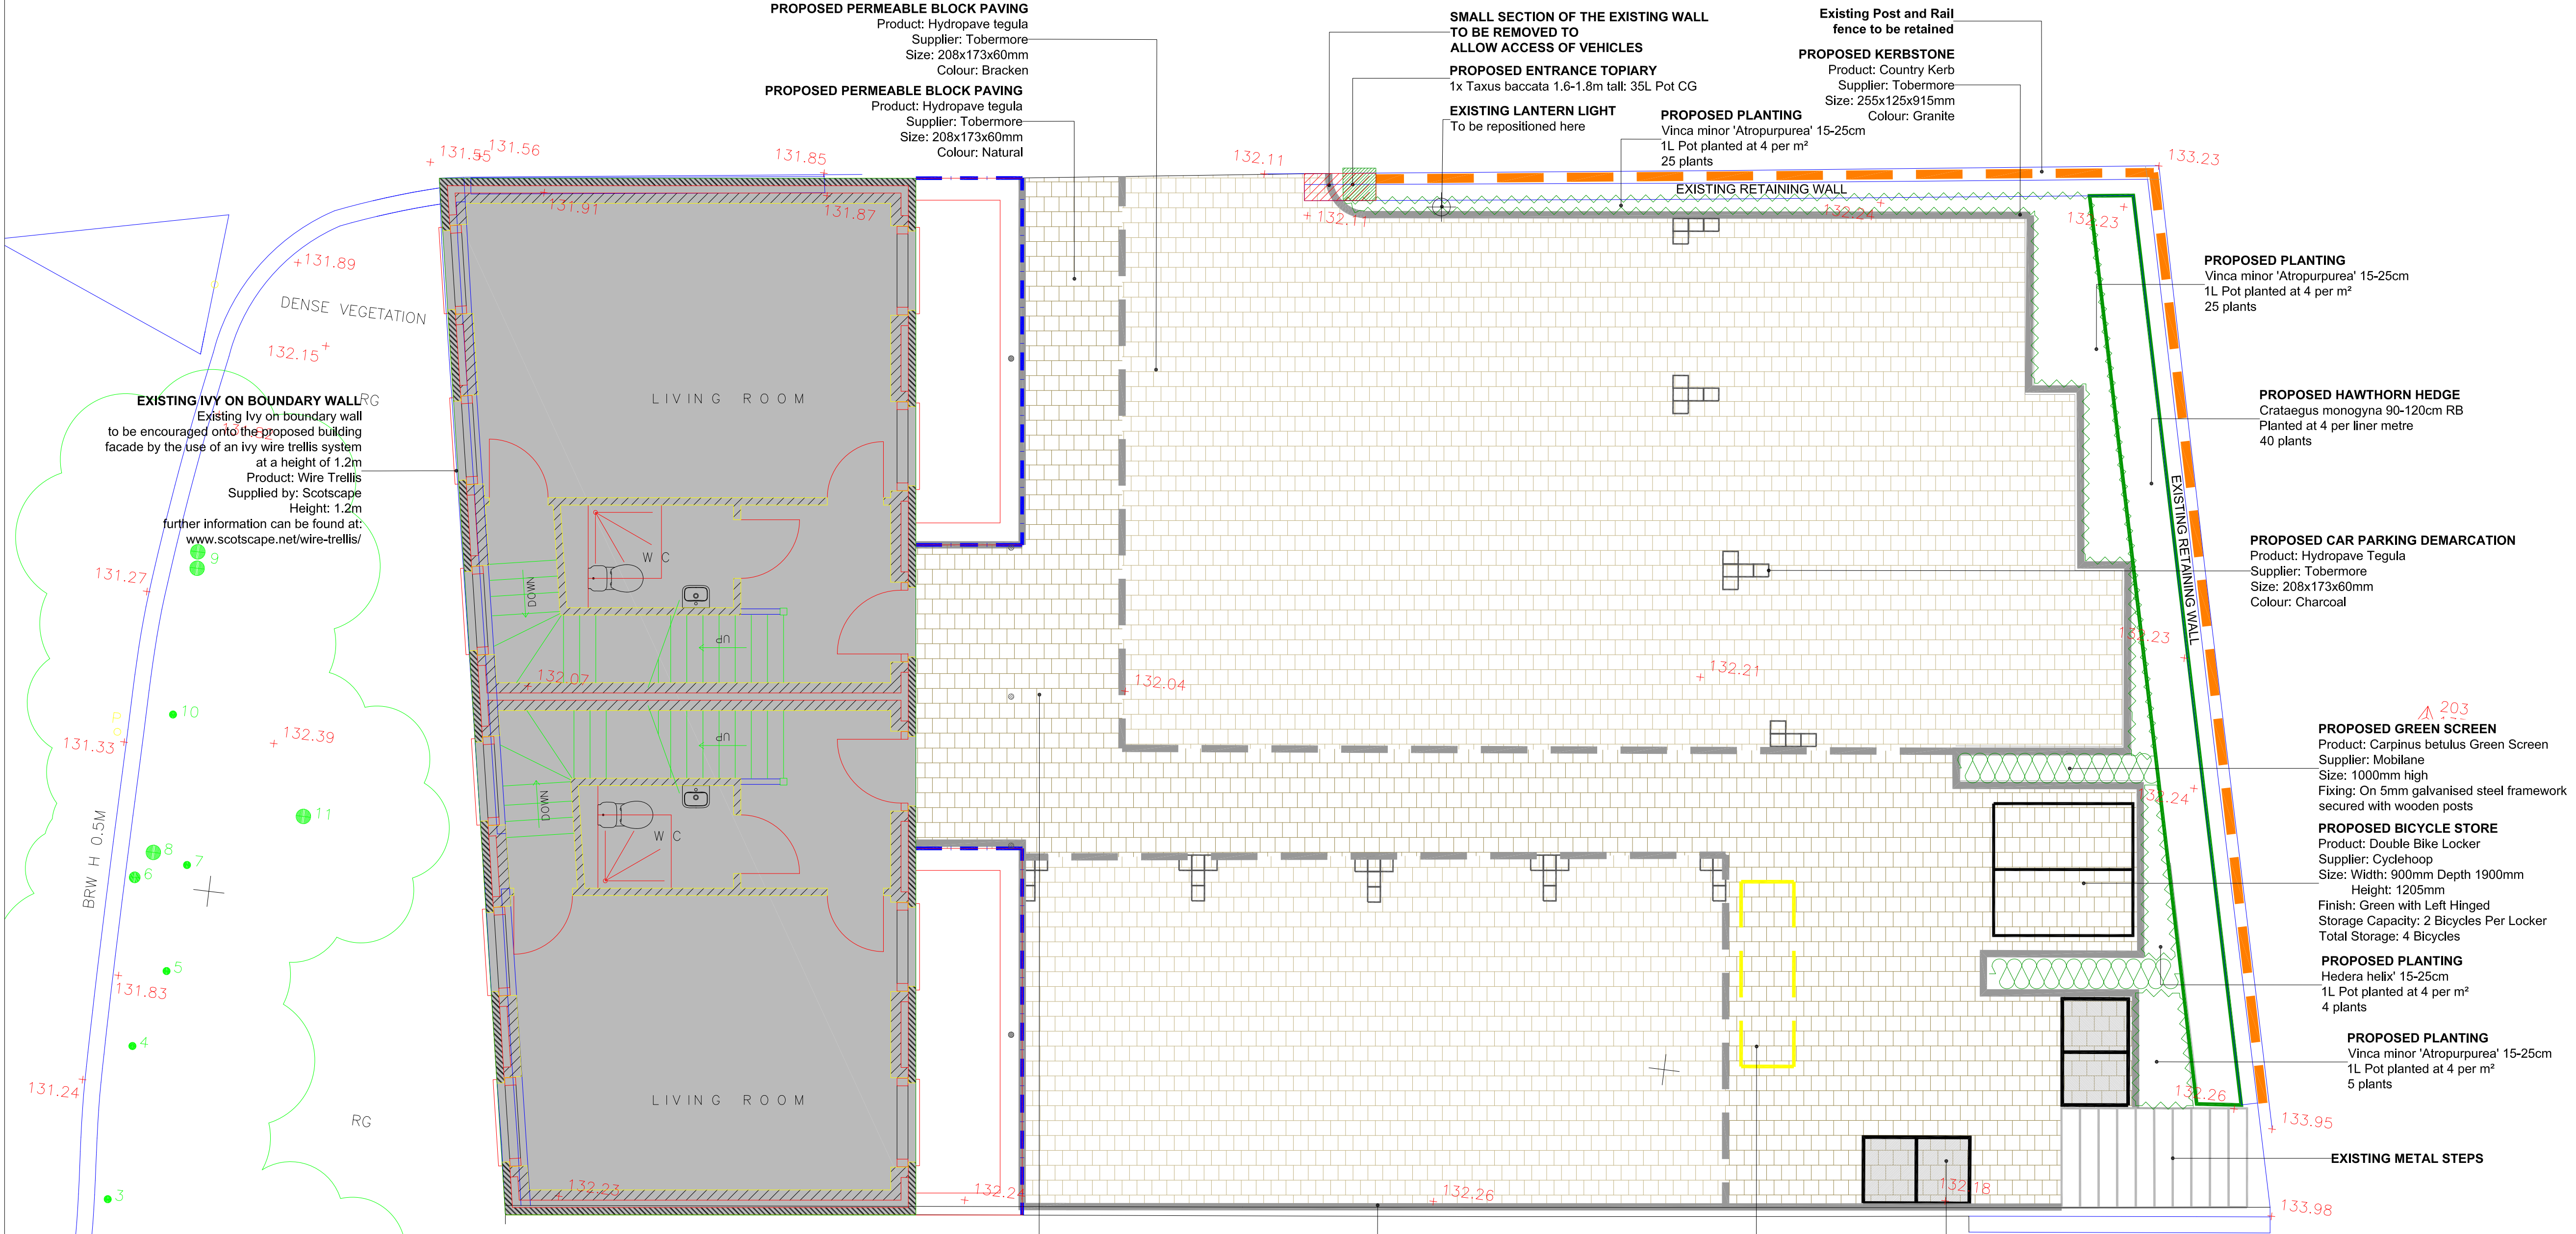 PROPOSED PERMEABLE BLOCK PAVING
Product: Hydropave tegula
Supplier: Tobermore
Size: 208x173x60mm
Colour: Bracken
PROPOSED PERMEABLE BLOCK PAVING
Product: Hydropave tegula
Supplier: Tobermore
Size: 208x173x60mm
Colour: Natural
SMALL SECTION OF THE EXISTING WALL
TO BE REMOVED TO
ALLOW ACCESS OF VEHICLES
PROPOSED ENTRANCE TOPIARY
1x Taxus baccata 1.6-1.8m tall: 35L Pot CG
EXISTING LANTERN LIGHT
To be repositioned here
Existing Post and Rail
fence to be retained
PROPOSED KERBSTONE
Product: Country Kerb
Supplier: Tobermore
Size: 255x125x915mm
Colour: Granite
PROPOSED PLANTING
Vinca minor 'Atropurpurea' 15-25cm
1L Pot planted at 4 per m²
25 plants
131.55
131.56
131.85
132.11
133.23
EXISTING RETAINING WALL
131.91
131.87
132.11
132.24
132.23
131.89
DENSE VEGETATION
132.15
PROPOSED PLANTING
Vinca minor 'Atropurpurea' 15-25cm
1L Pot planted at 4 per m²
25 plants
LIVING ROOM
RG
EXISTING IVY ON BOUNDARY WALL
Existing Ivy on boundary wall
to be encouraged onto the proposed building
facade by the use of an ivy wire trellis system
at a height of 1.2m
Product: Wire Trellis
Supplied by: Scotscape
Height: 1.2m
further information can be found at:
www.scotscape.net/wire-trellis/
PROPOSED HAWTHORN HEDGE
Crataegus monogyna 90-120cm RB
Planted at 4 per liner metre
40 plants
EXISTING RETAINING WALL
9
WC
131.27
DOWN
UP
PROPOSED CAR PARKING DEMARCATION
Product: Hydropave Tegula
Supplier: Tobermore
Size: 208x173x60mm
Colour: Charcoal
132.23
132.07
132.04
132.21
10
131.33
132.39
UP
203
PROPOSED GREEN SCREEN
Product: Carpinus betulus Green Screen
Supplier: Mobilane
Size: 1000mm high
Fixing: On 5mm galvanised steel framework
secured with wooden posts
132.24
DOWN
WC
11
8
7
6
BRW H 0.5M
PROPOSED BICYCLE STORE
Product: Double Bike Locker
Supplier: Cyclehoop
Size: Width: 900mm Depth 1900mm
Height: 1205mm
Finish: Green with Left Hinged
Storage Capacity: 2 Bicycles Per Locker
Total Storage: 4 Bicycles
5
131.83
PROPOSED PLANTING
Hedera helix' 15-25cm
1L Pot planted at 4 per m²
4 plants
4
131.24
PROPOSED PLANTING
Vinca minor 'Atropurpurea' 15-25cm
1L Pot planted at 4 per m²
5 plants
LIVING ROOM
RG
132.26
133.95
EXISTING METAL STEPS
3
132.23
132.24
132.26
132.18
133.98